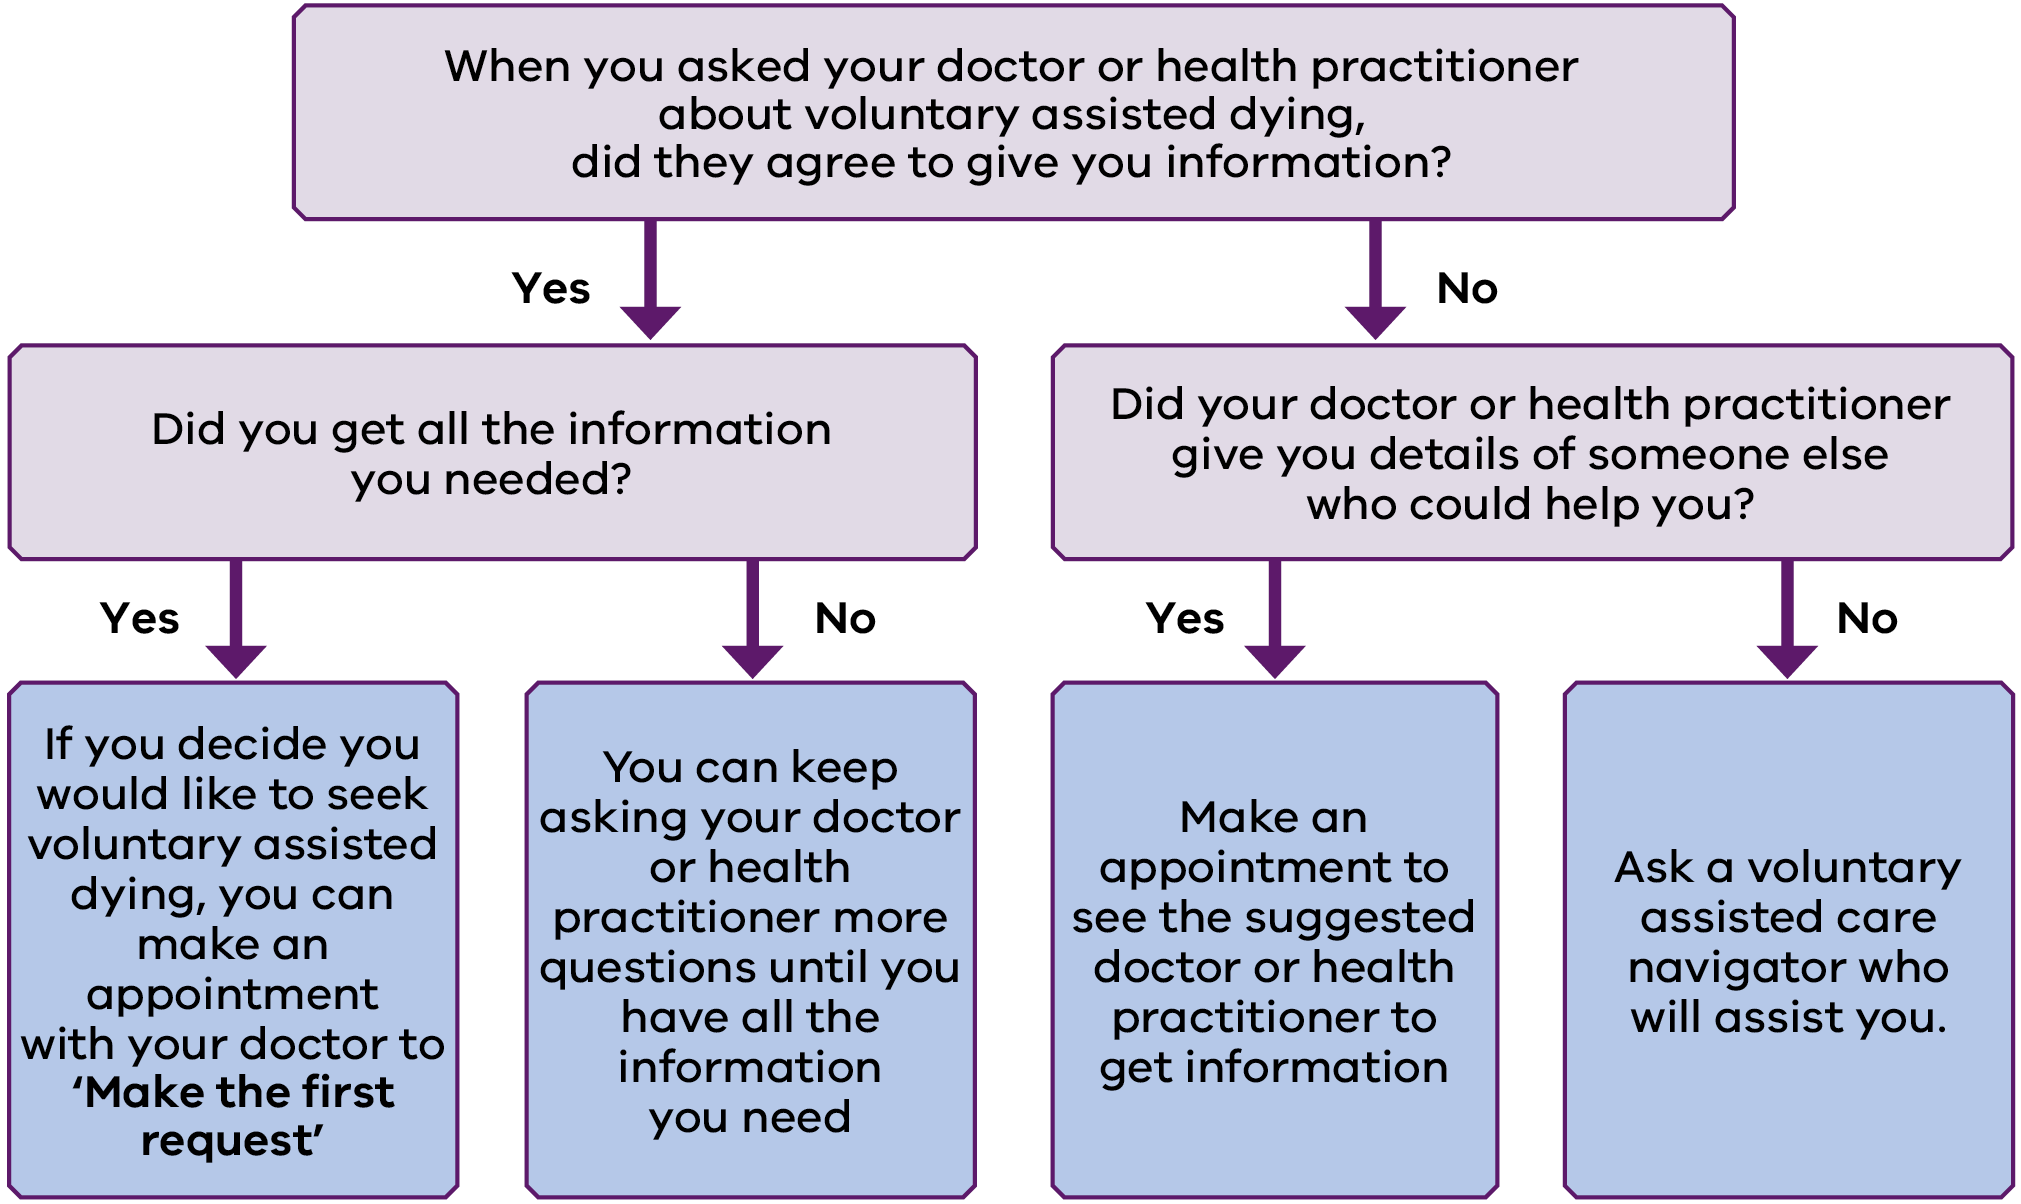 When you asked your doctor or health practitioner
about voluntary assisted dying,
did they agree to give you information?
Yes
No
Did you get all the information
you needed?
Did your doctor or health practitioner
give you details of someone else
who could help you?
Yes
No
Yes
No
If you decide you
would like to seek
voluntary assisted
dying, you can
make an
appointment
with your doctor to
‘Make the first
request’
You can keep
asking your doctor
or health
practitioner more
questions until you
have all the
information
you need
Make an
appointment to
see the suggested
doctor or health
practitioner to
get information
Ask a voluntary
assisted care
navigator who
will assist you.